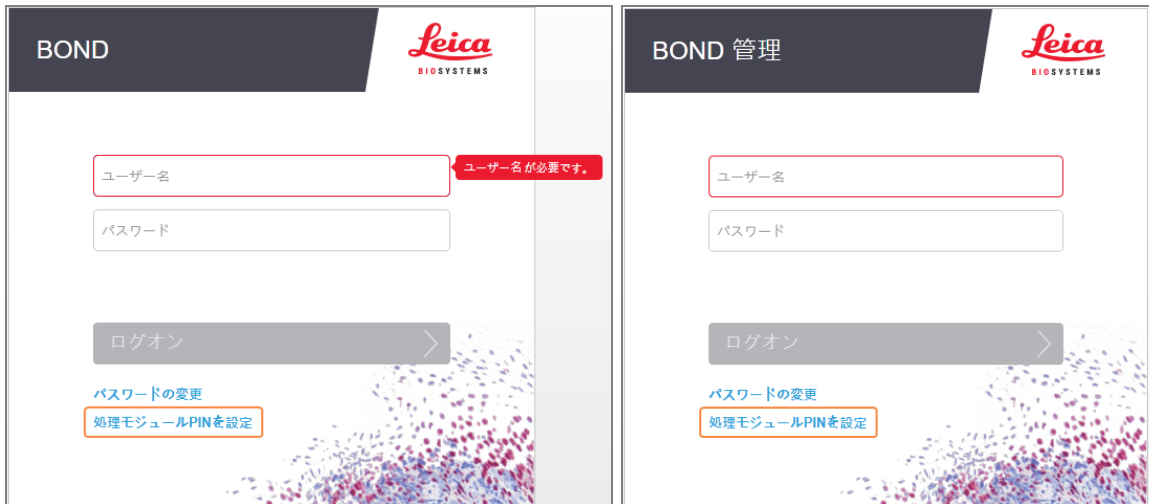 BOND
Leica
BIOSYSTEMS
ユーザー名
ユーザー名が必要です。
パスワード
ログオン
パスワードの変更
処理モジュールPINを設定
BOND 管理
Leica
BIOSYSTEMS
ユーザー名
パスワード
ログオン
パスワードの変更
処理モジュールPINを設定